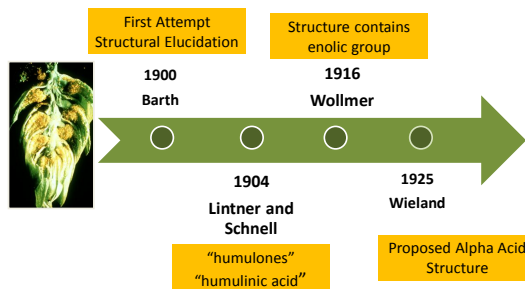 First Attempt
Structural Elucidation
1900
Barth
1904
Lintner and
Schnell
“humulones”
“humulinic acid”
Structure contains
enolic group
1916
Wollmer
1925
Wieland
Proposed Alpha Acid
Structure